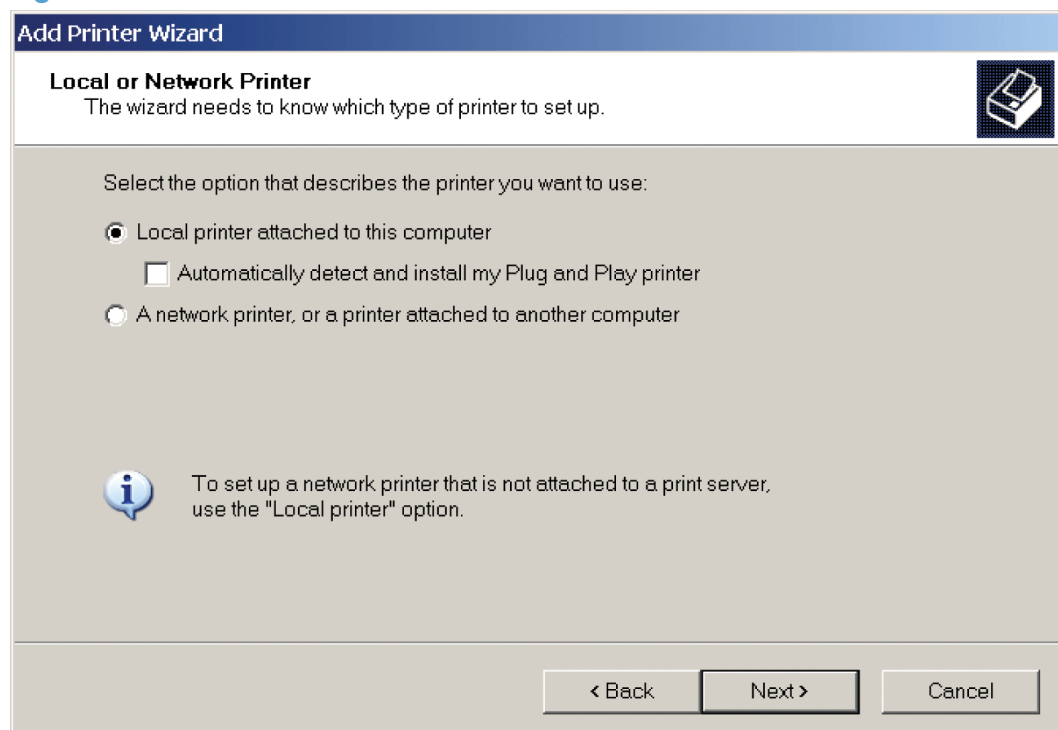 Add Printer Wizard
Local or Network Printer
The wizard needs to know which type of printer to set up.
Select the option that describes the printer you want to use:
Local printer attached to this computer
Automatically detect and install my Plug and Play printer
A network printer, or a printer attached to another computer
To set up a network printer that is not attached to a print server,
use the "Local printer" option.
< Back
Next >
Cancel